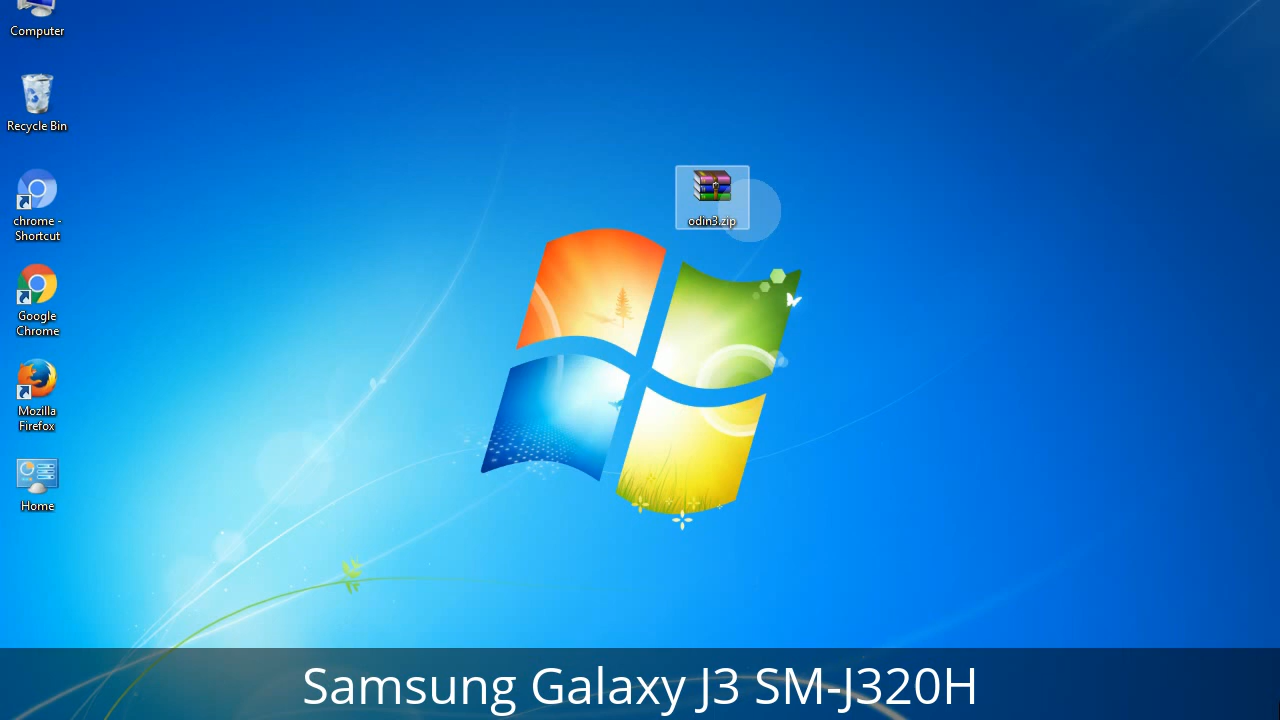 Computer
Recycle Bin
chrome -
Shortcut
Google
Chrome
Mozilla
Firefox
Home
odin3.zip
Samsung Galaxy J3 SM-J320H